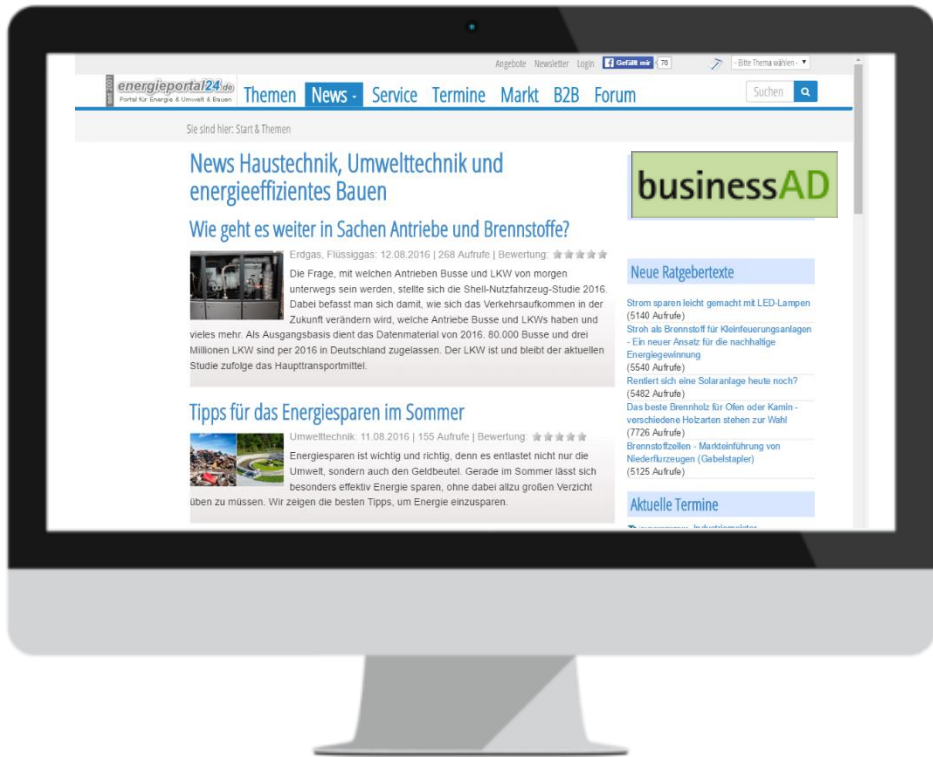 Angebote Newsletter Login Gefällt mir 70 - Bitte Thema wählen -
seit 2001
energieportal24.de
Portal für Energie & Umwelt & Bauen
Themen News Service Termine Markt B2B Forum
Suchen
Sie sind hier: Start & Themen
News Haustechnik, Umwelttechnik und
energieeffizientes Bauen
Wie geht es weiter in Sachen Antriebe und Brennstoffe?
Erdgas, Flüssiggas: 12.08.2016 | 268 Aufrufe | Bewertung:
Die Frage, mit welchen Antrieben Busse und LKW von morgen
unterwegs sein werden, stellte sich die Shell-Nutzfahrzeug-Studie 2016.
Dabei befasst man sich damit, wie sich das Verkehrsaufkommen in der
Zukunft verändern wird, welche Antriebe Busse und LKWs haben und
vieles mehr. Als Ausgangsbasis dient das Datenmaterial von 2016. 80.000 Busse und drei
Millionen LKW sind per 2016 in Deutschland zugelassen. Der LKW ist und bleibt der aktuellen
Studie zufolge das Haupttransportmittel.
Tipps für das Energiesparen im Sommer
Umwelttechnik: 11.08.2016 | 155 Aufrufe | Bewertung:
Energiesparen ist wichtig und richtig, denn es entlastet nicht nur die
Umwelt, sondern auch den Geldbeutel. Gerade im Sommer lässt sich
besonders effektiv Energie sparen, ohne dabei allzu großen Verzicht
üben zu müssen. Wir zeigen die besten Tipps, um Energie einzusparen.
businessAD
Neue Ratgebertexte
Strom sparen leicht gemacht mit LED-Lampen
(5140 Aufrufe)
Stroh als Brennstoff für Kleinfeuerungsanlagen
- Ein neuer Ansatz für die nachhaltige
Energiegewinnung
(5540 Aufrufe)
Rentiert sich eine Solaranlage heute noch?
(5482 Aufrufe)
Das beste Brennholz für Ofen oder Kamin -
verschiedene Holzarten stehen zur Wahl
(7726 Aufrufe)
Brennstoffzellen - Markteinführung von
Niederflurzeugen (Gabelstapler)
(5125 Aufrufe)
Aktuelle Termine